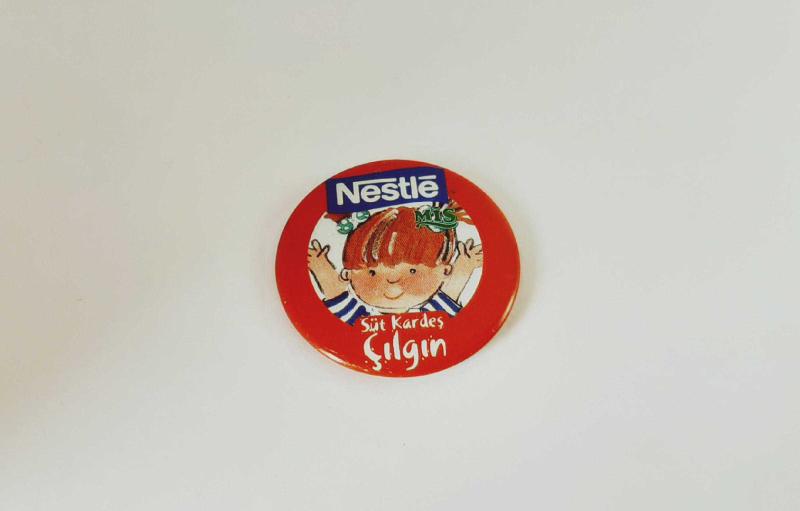 Nestlé
MİS
Süt Kardeş
Çılgın